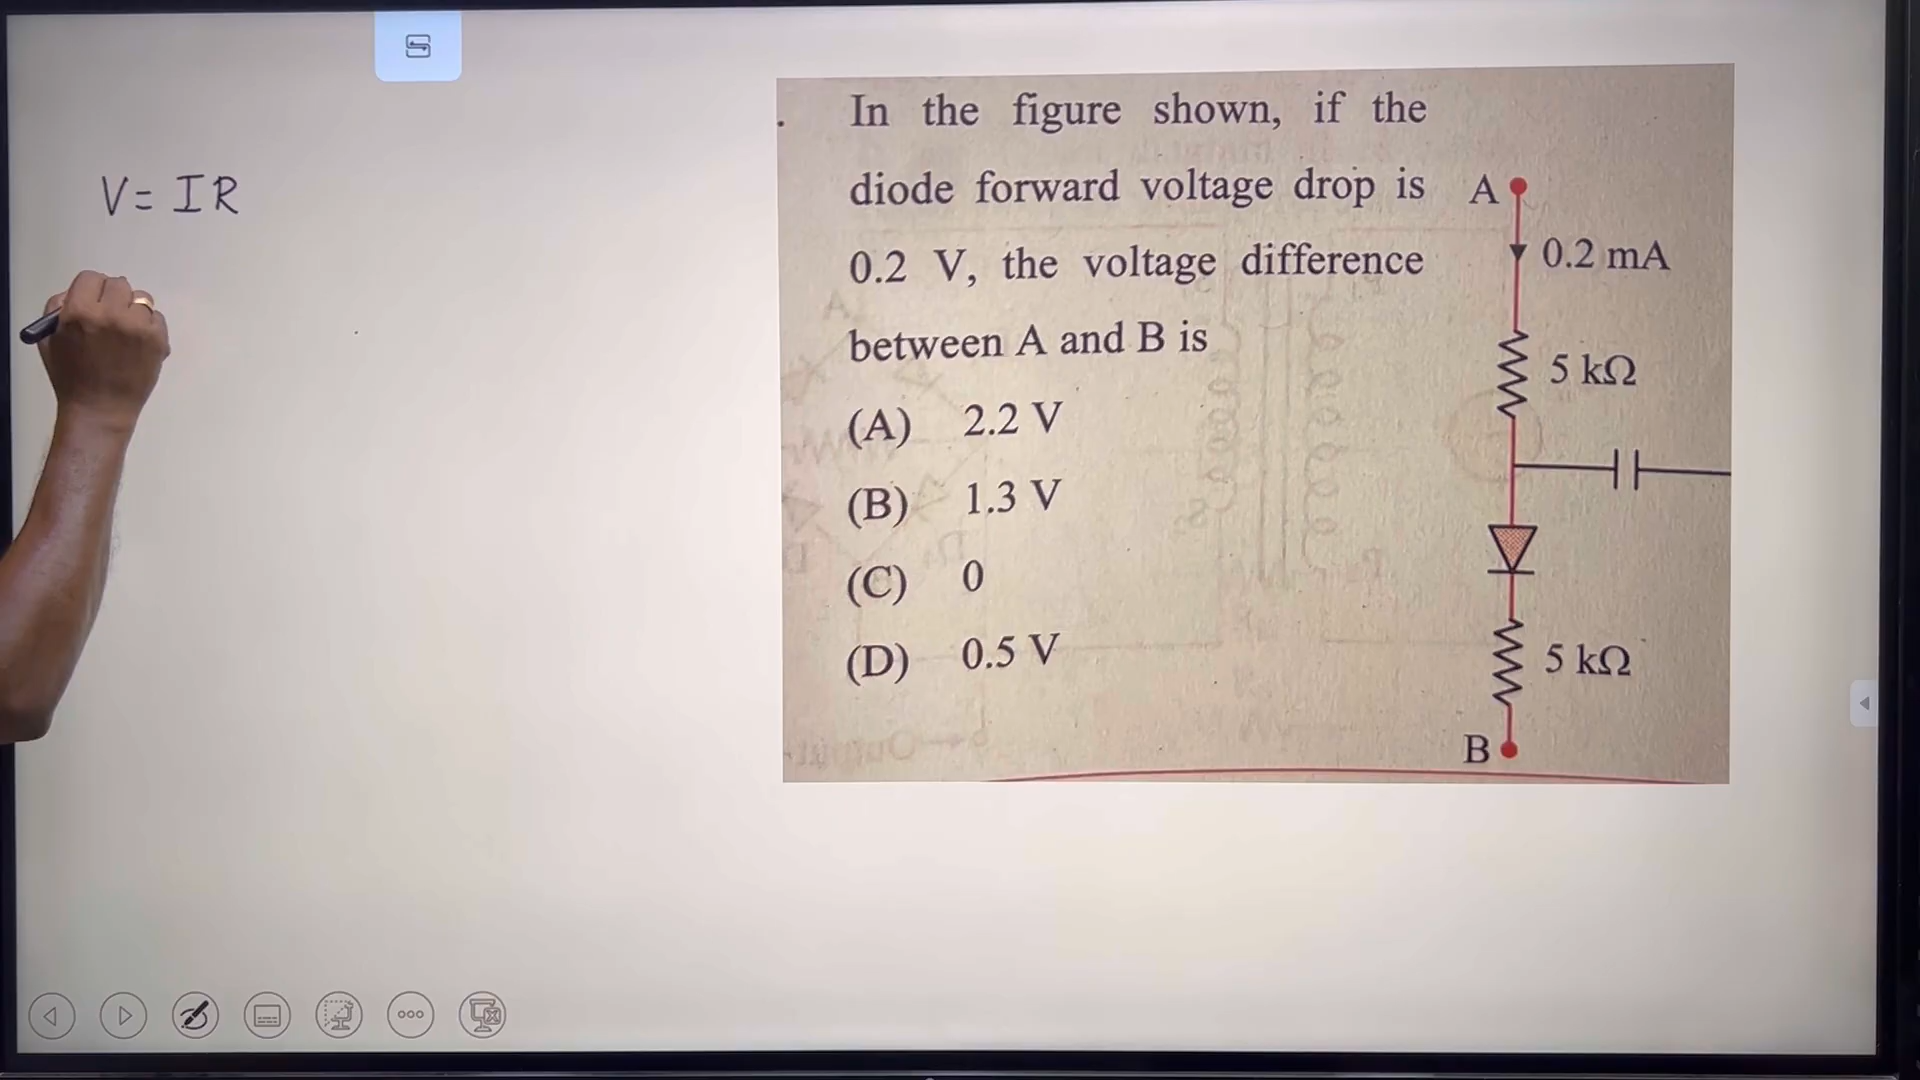 V = IR
In the figure shown, if the
diode forward voltage drop is
0.2 V, the voltage difference
between A and B is
(A) 2.2 V
(B) 1.3 V
(C) 0
(D) 0.5 V
A
0.2 mA
5 kΩ
5 kΩ
B